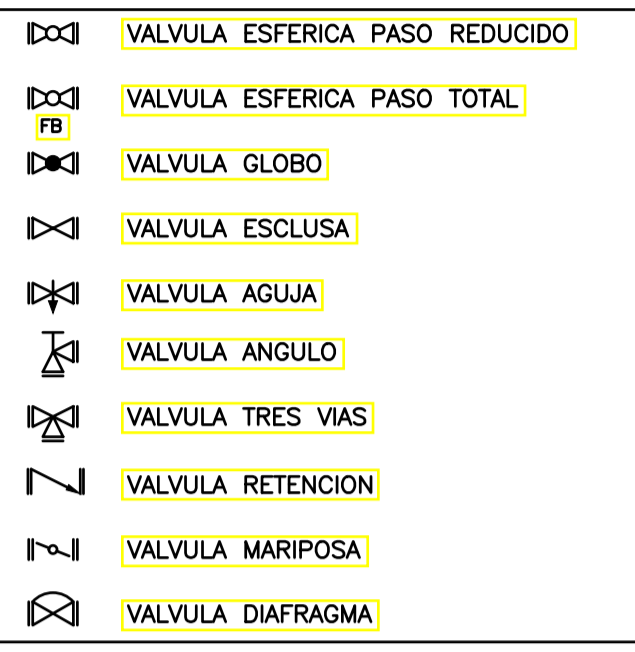 VALVULA ESFERICA PASO REDUCIDO
VALVULA ESFERICA PASO TOTAL
FB
VALVULA GLOBO
VALVULA ESCLUSA
VALVULA AGUJA
VALVULA ANGULO
VALVULA TRES VIAS
VALVULA RETENCION
VALVULA MARIPOSA
VALVULA DIAFRAGMA